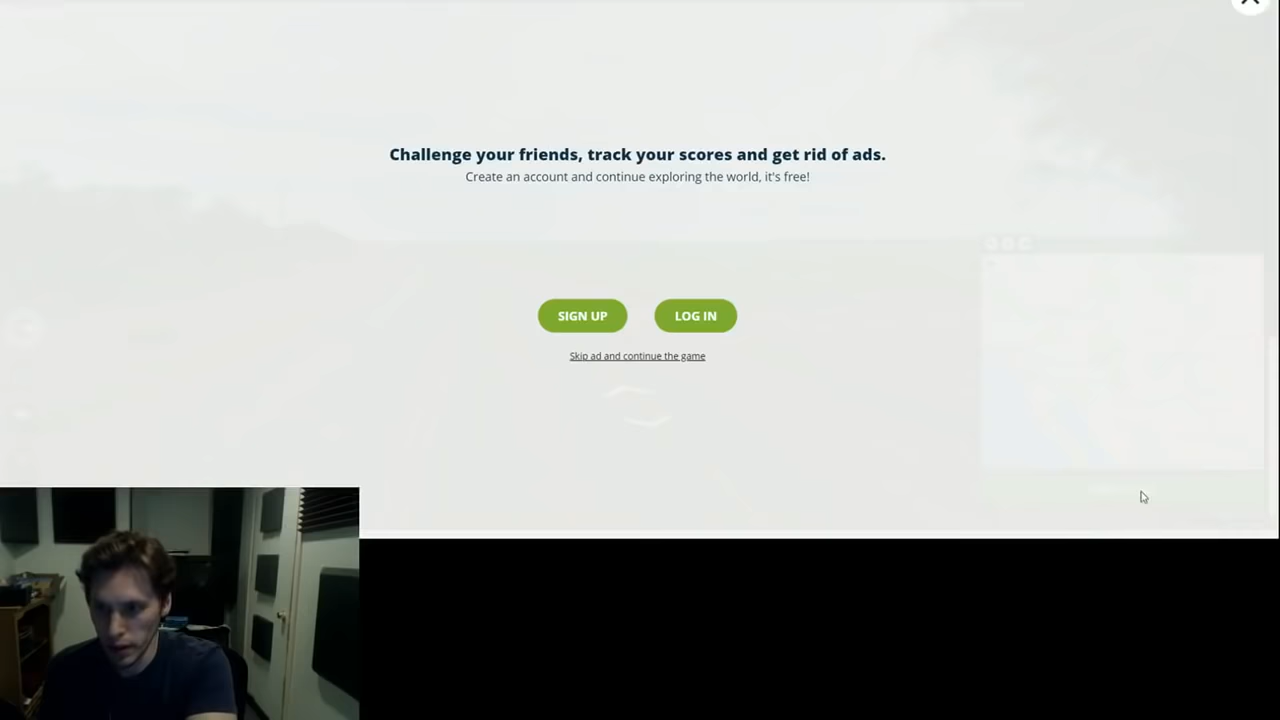 Challenge your friends, track your scores and get rid of ads.
Create an account and continue exploring the world, it's free!
SIGN UP LOG IN
Skip ad and continue the game